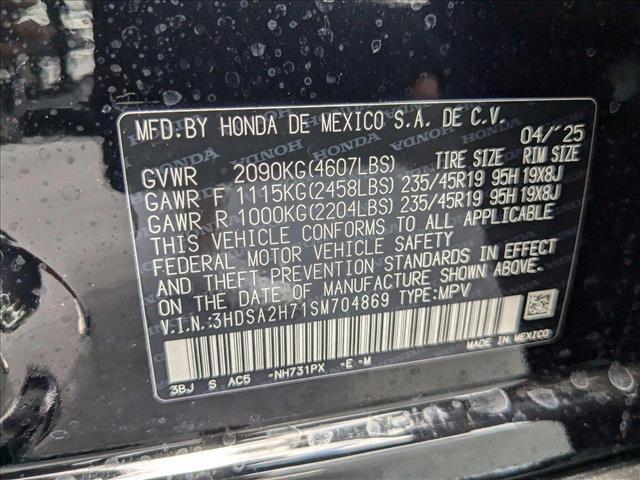 MFD.BY HONDA DE MEXICO S.A. DE C.V.
04/'25
TIRE SIZE RIM SIZE
GVWR 2090KG(4607LBS)
GAWR F 1115KG(2458LBS) 235/45R19 95H 19X8J
GAWR R 1000KG(2204LBS) 235/45R19 95H 19X8J
THIS VEHICLE CONFORMS TO ALL APPLICABLE
FEDERAL MOTOR VEHICLE SAFETY
AND THEFT PREVENTION STANDARDS IN EFFECT
ON THE DATE OF MANUFACTURE SHOWN ABOVE.
V.I.N.:3HDSA2H71SM704869 TYPE:MPV
3BJ S AC5 -NH731PX -E -M
MADE IN MEXICO